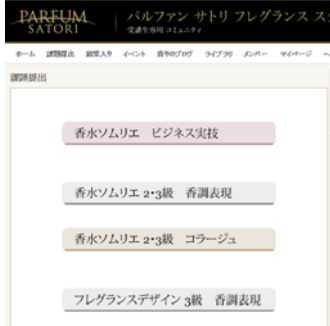 PARFUM
SATORI
パルファン サトリ フレグランス ス
受講生専用 コミュニティ
ホーム 課題提出 殿堂入り イベント 香りのブログ ライブラリ メンバー マイページ ヘ
課題提出
香水ソムリエ ビジネス実技
香水ソムリエ 2・3級 香調表現
香水ソムリエ 2・3級 コラージュ
フレグランスデザイン 3級 香調表現